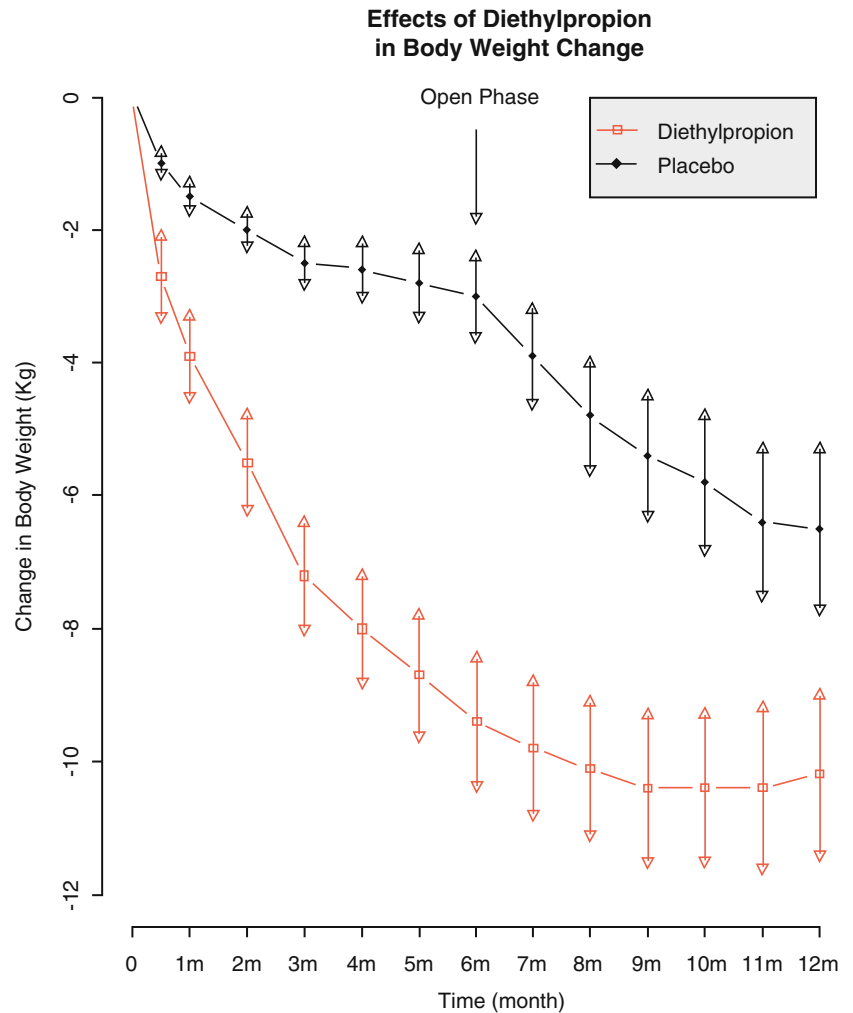 Effects of Diethylpropion
in Body Weight Change
Open Phase
Diethylpropion
Placebo
Change in Body Weight (Kg)
0
-2
-4
-6
-8
-10
-12
0 1m 2m 3m 4m 5m 6m 7m 8m 9m 10m 11m 12m
Time (month)